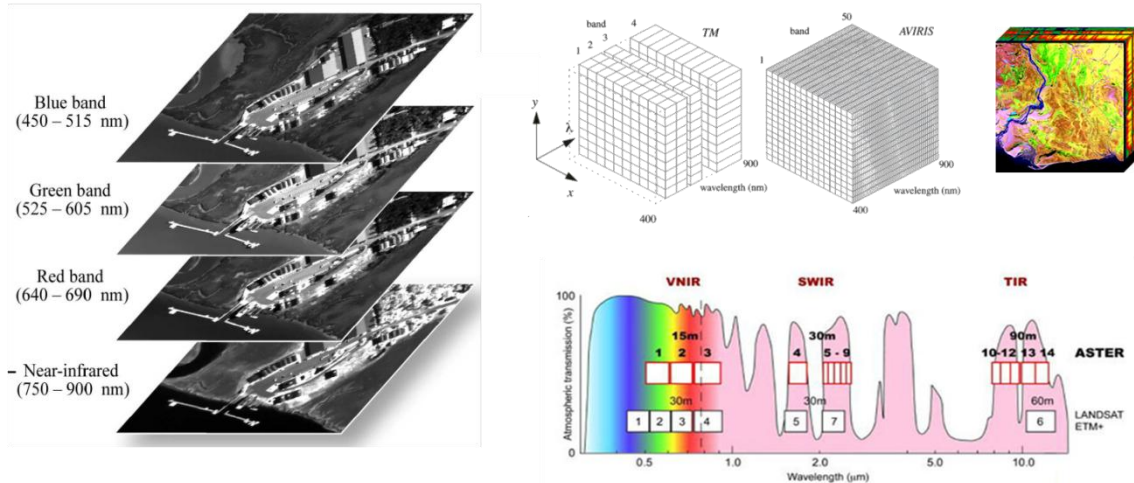 Blue band
(450 – 515 nm)
Green band
(525 – 605 nm)
Red band
(640 – 690 nm)
Near-infrared
(750 – 900 nm)
band
1 2 3 4
TM
y
λ
x
400
wavelength (nm)
900
band
1
50
AVIRIS
900
wavelength (nm)
400
VNIR SWIR TIR
100
Atmospheric transmission (%)
0
15m 30m 90m
1 2 3 4 5 - 9 10-12 13 14 ASTER
30m 30m 60m
1 2 3 4 5 7 6 LANDSAT
ETM+
0.5 1.0 2.0 5.0 10.0
Wavelength (μm)